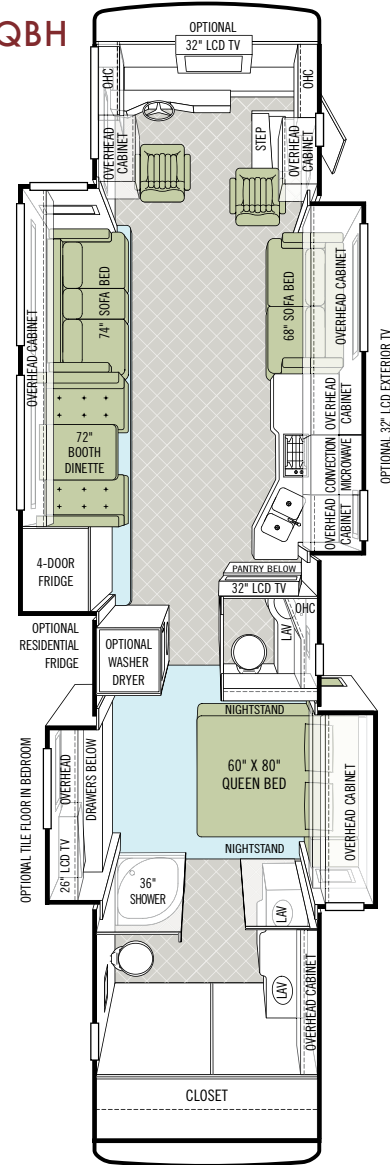 QBH
OPTIONAL
32" LCD TV
OHC
OHC
OVERHEAD
CABINET
STEP
OVERHEAD
CABINET
OVERHEAD CABINET
74" SOFA BED
68" SOFA BED
OVERHEAD CABINET
OPTIONAL 32" LCD EXTERIOR TV
72"
BOOTH
DINETTE
OVERHEAD
CABINET
CONVECTION
MICROWAVE
OVERHEAD
CABINET
4-DOOR
FRIDGE
PANTRY BELOW
32" LCD TV
OPTIONAL
RESIDENTIAL
FRIDGE
OPTIONAL
WASHER
DRYER
LAV
OHC
NIGHTSTAND
OPTIONAL TILE FLOOR IN BEDROOM
26" LCD TV
OVERHEAD
DRAWERS BELOW
60" X 80"
QUEEN BED
OVERHEAD CABINET
NIGHTSTAND
36"
SHOWER
LAV
LAV
OVERHEAD CABINET
CLOSET